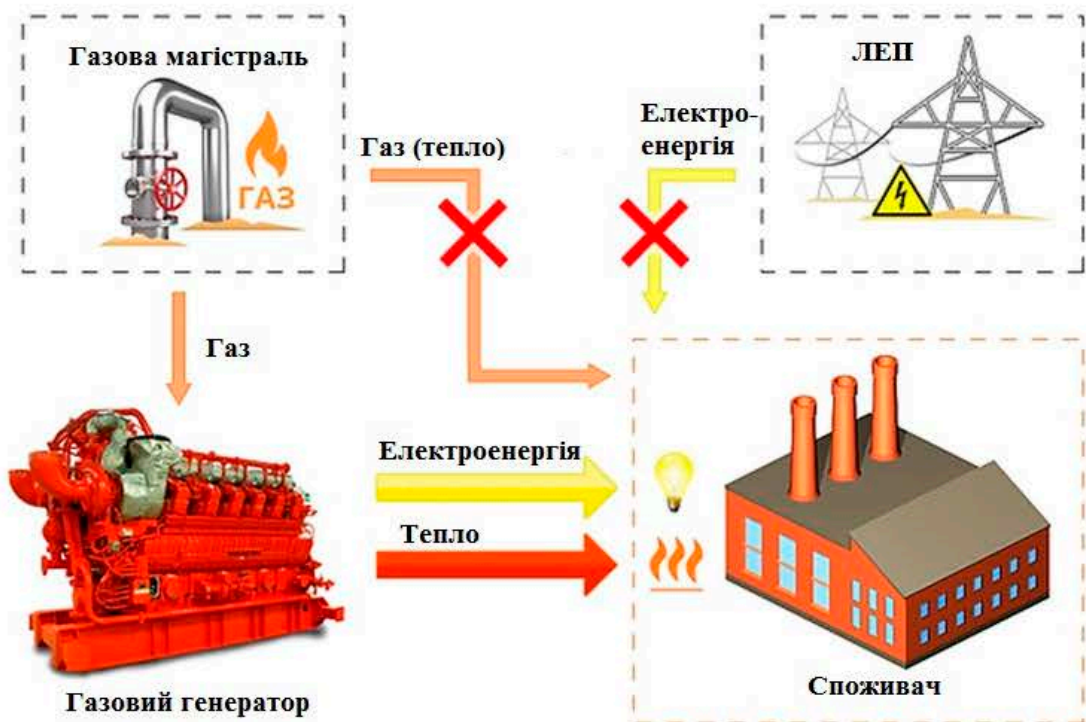 Газова магістраль
ГАЗ
ЛЕП
Електро-
енергія
Газ (тепло)
Газ
Електроенергія
Тепло
Газовий генератор
Споживач